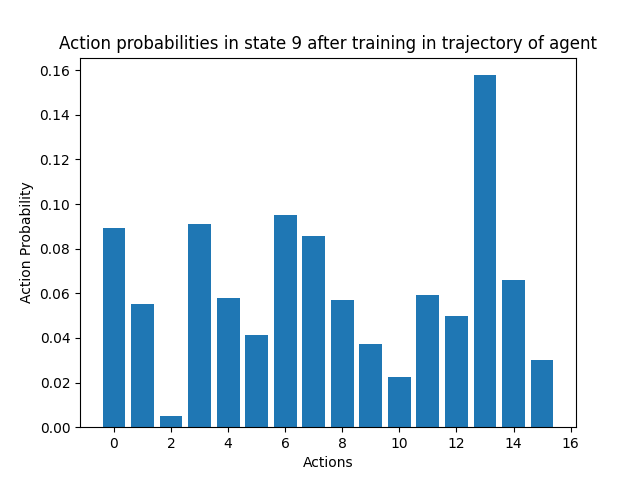 Action probabilities in state 9 after training in trajectory of agent
0.16
0.14
0.12
0.10
0.08
0.06
0.04
0.02
0.00
Action Probability
0 2 4 6 8 10 12 14 16
Actions